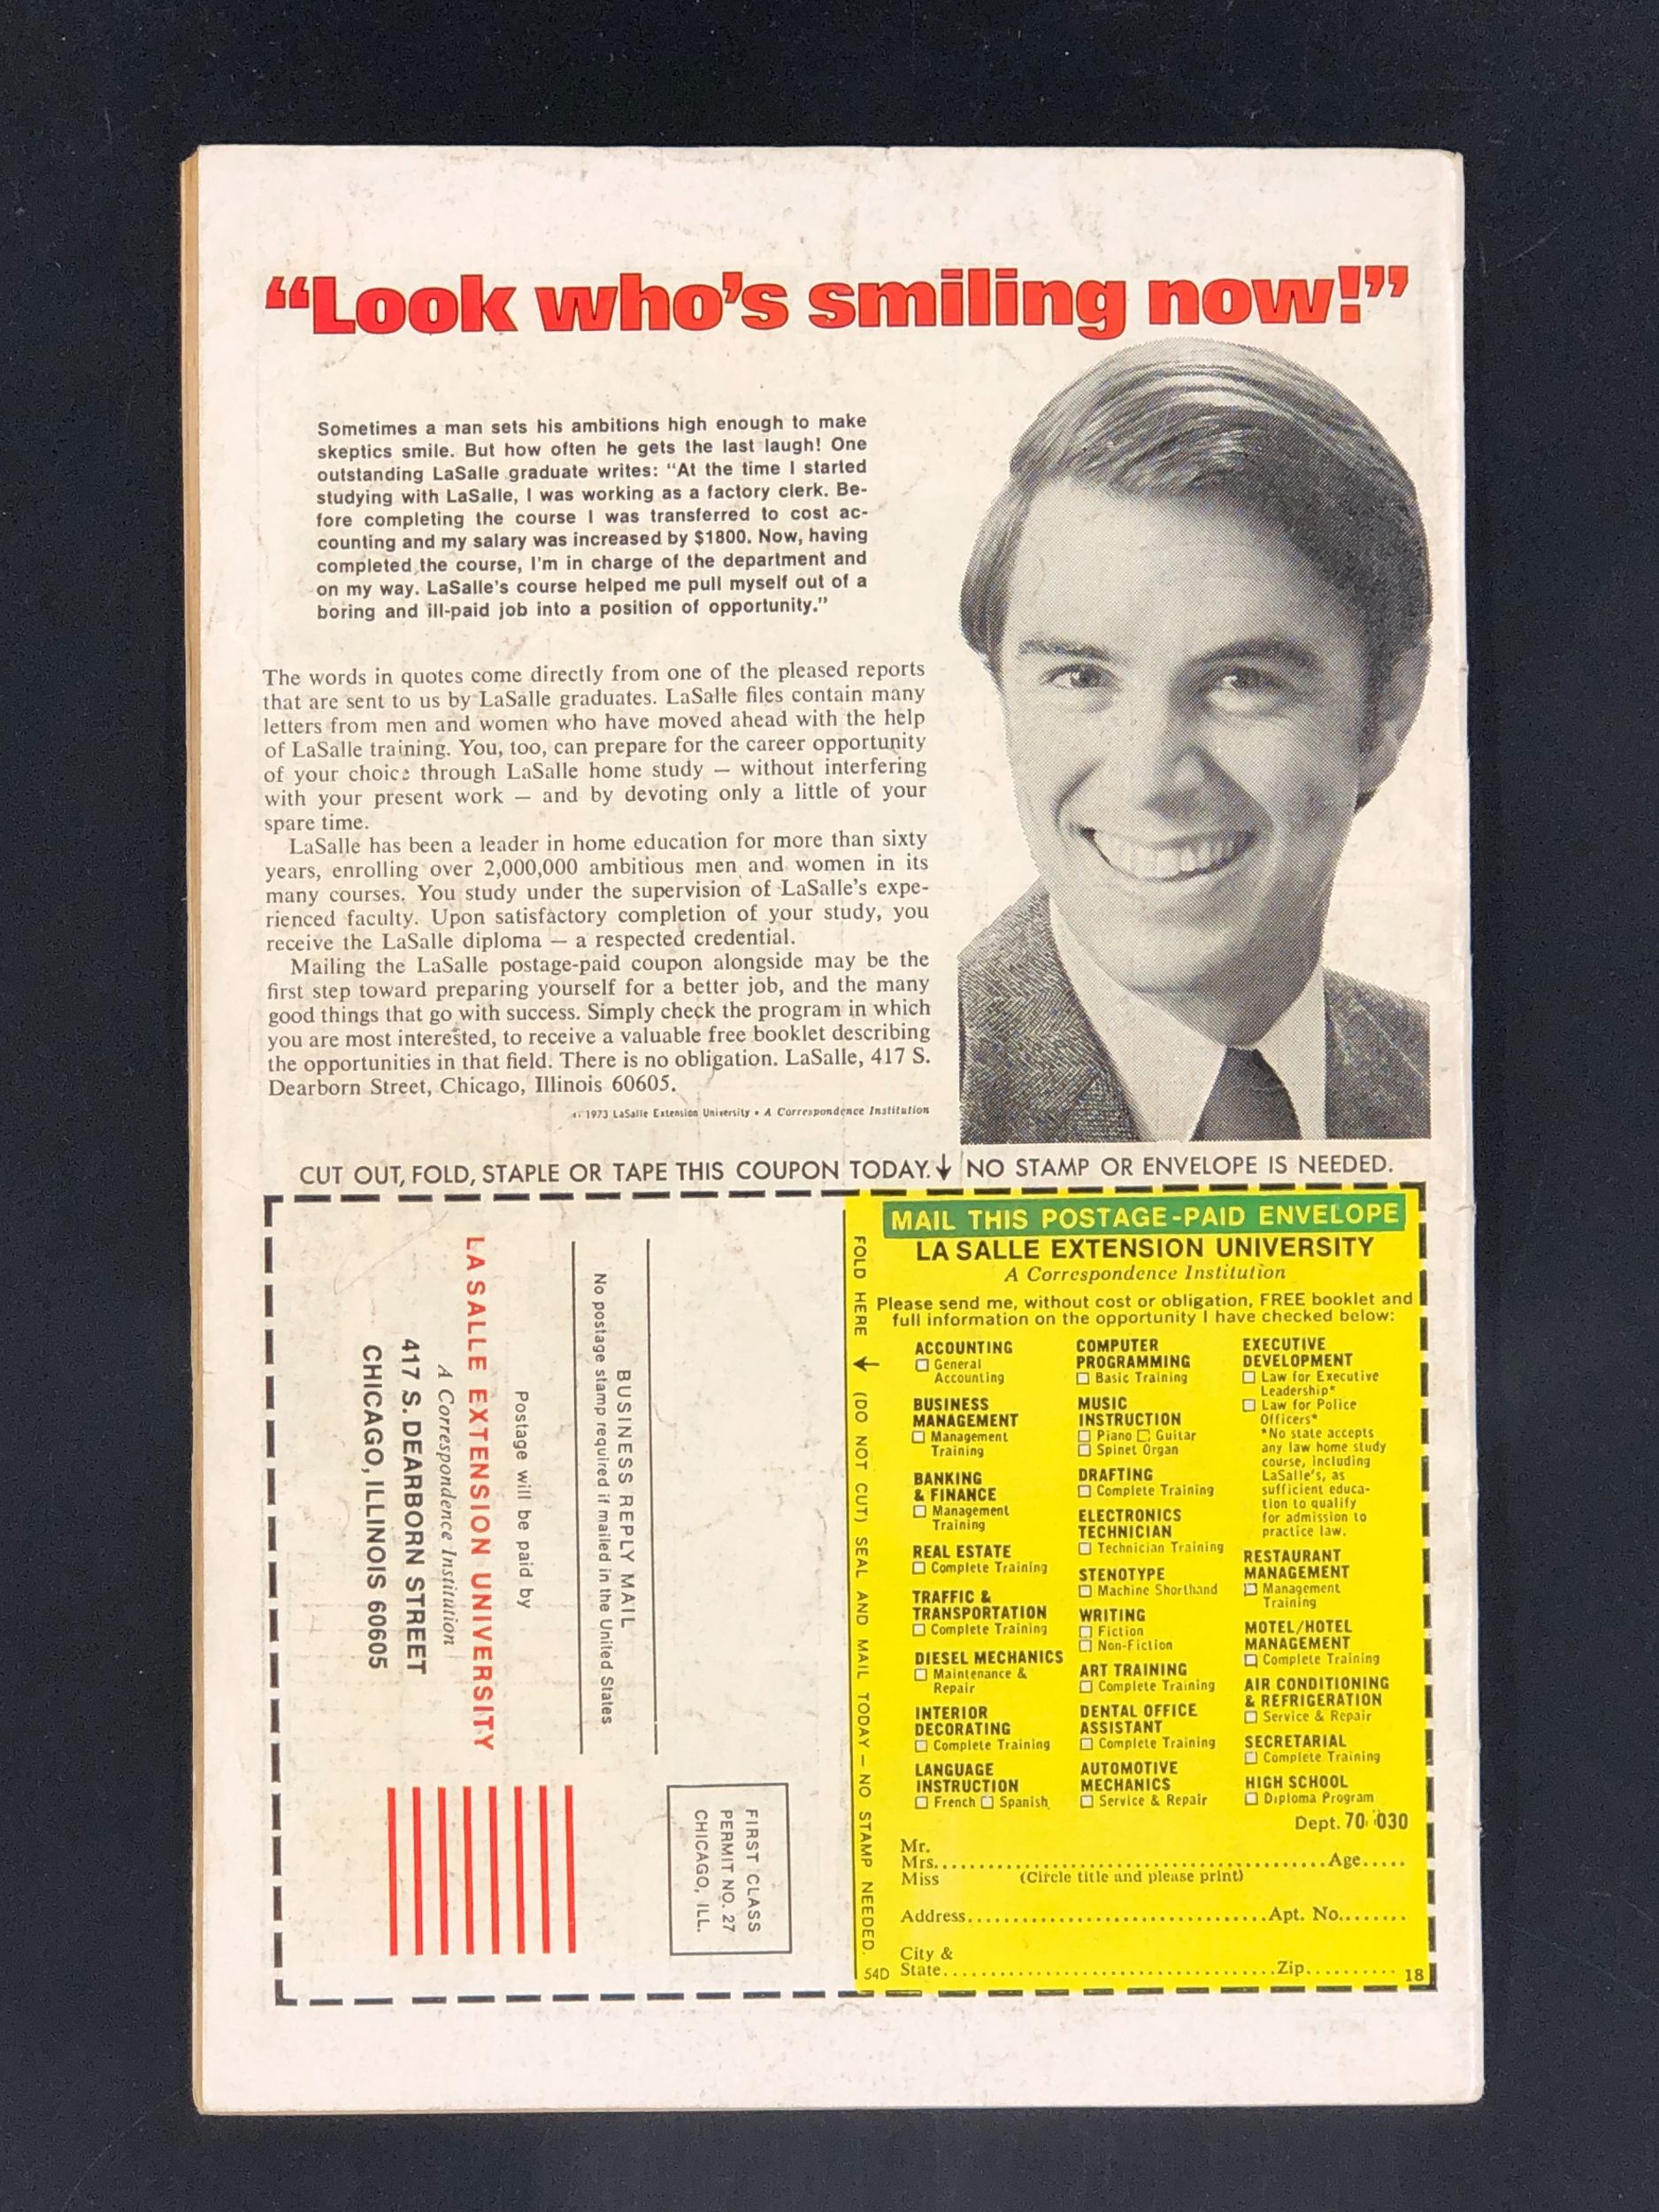 “Look who’s smiling now!”
Sometimes a man sets his ambitions high enough to make
skeptics smile. But how often he gets the last laugh! One
outstanding LaSalle graduate writes: “At the time I started
studying with LaSalle, I was working as a factory clerk. Be-
fore completing the course I was transferred to cost ac-
counting and my salary was increased by $1800. Now, having
completed the course, I’m in charge of the department and
on my way. LaSalle’s course helped me pull myself out of a
boring and ill-paid job into a position of opportunity.”
The words in quotes come directly from one of the pleased reports
that are sent to us by LaSalle graduates. LaSalle files contain many
letters from men and women who have moved ahead with the help
of LaSalle training. You, too, can prepare for the career opportunity
of your choice through LaSalle home study — without interfering
with your present work — and by devoting only a little of your
spare time.
LaSalle has been a leader in home education for more than sixty
years, enrolling over 2,000,000 ambitious men and women in its
many courses. You study under the supervision of LaSalle’s expe-
rienced faculty. Upon satisfactory completion of your study, you
receive the LaSalle diploma — a respected credential.
Mailing the LaSalle postage-paid coupon alongside may be the
first step toward preparing yourself for a better job, and the many
good things that go with success. Simply check the program in which
you are most interested, to receive a valuable free booklet describing
the opportunities in that field. There is no obligation. LaSalle, 417 S.
Dearborn Street, Chicago, Illinois 60605.
1973 LaSalle Extension University • A Correspondence Institution
CUT OUT, FOLD, STAPLE OR TAPE THIS COUPON TODAY.↓ NO STAMP OR ENVELOPE IS NEEDED.
FIRST CLASS
PERMIT NO. 27
CHICAGO, ILL.
BUSINESS REPLY MAIL
No postage stamp required if mailed in the United States
Postage will be paid by
LA SALLE EXTENSION UNIVERSITY
A Correspondence Institution
417 S. DEARBORN STREET
CHICAGO, ILLINOIS 60605
FOLD HERE ↓ (DO NOT CUT) SEAL AND MAIL TODAY — NO STAMP NEEDED.
MAIL THIS POSTAGE-PAID ENVELOPE
LA SALLE EXTENSION UNIVERSITY
A Correspondence Institution
Please send me, without cost or obligation, FREE booklet and
full information on the opportunity I have checked below:
ACCOUNTING
☐ General
Accounting
BUSINESS
MANAGEMENT
☐ Management
Training
BANKING
& FINANCE
☐ Management
Training
REAL ESTATE
☐ Complete Training
TRAFFIC &
TRANSPORTATION
☐ Complete Training
DIESEL MECHANICS
☐ Maintenance &
Repair
INTERIOR
DECORATING
☐ Complete Training
LANGUAGE
INSTRUCTION
☐ French ☐ Spanish
COMPUTER
PROGRAMMING
☐ Basic Training
MUSIC
INSTRUCTION
☐ Piano ☐ Guitar
☐ Spinet Organ
DRAFTING
☐ Complete Training
ELECTRONICS
TECHNICIAN
☐ Technician Training
STENOTYPE
☐ Machine Shorthand
WRITING
☐ Fiction
☐ Non-Fiction
ART TRAINING
☐ Complete Training
DENTAL OFFICE
ASSISTANT
☐ Complete Training
AUTOMOTIVE
MECHANICS
☐ Service & Repair
EXECUTIVE
DEVELOPMENT
☐ Law for Executive
Leadership*
☐ Law for Police
Officers*
*No state accepts
any law home study
course, including
LaSalle’s, as
sufficient educa-
tion to qualify
for admission to
practice law.
RESTAURANT
MANAGEMENT
☐ Management
Training
MOTEL/HOTEL
MANAGEMENT
☐ Complete Training
AIR CONDITIONING
& REFRIGERATION
☐ Service & Repair
SECRETARIAL
☐ Complete Training
HIGH SCHOOL
☐ Diploma Program
Dept. 70-030
Mr.
Mrs. Age
Miss (Circle title and please print)
Address Apt. No.
City &
State Zip
54D 18